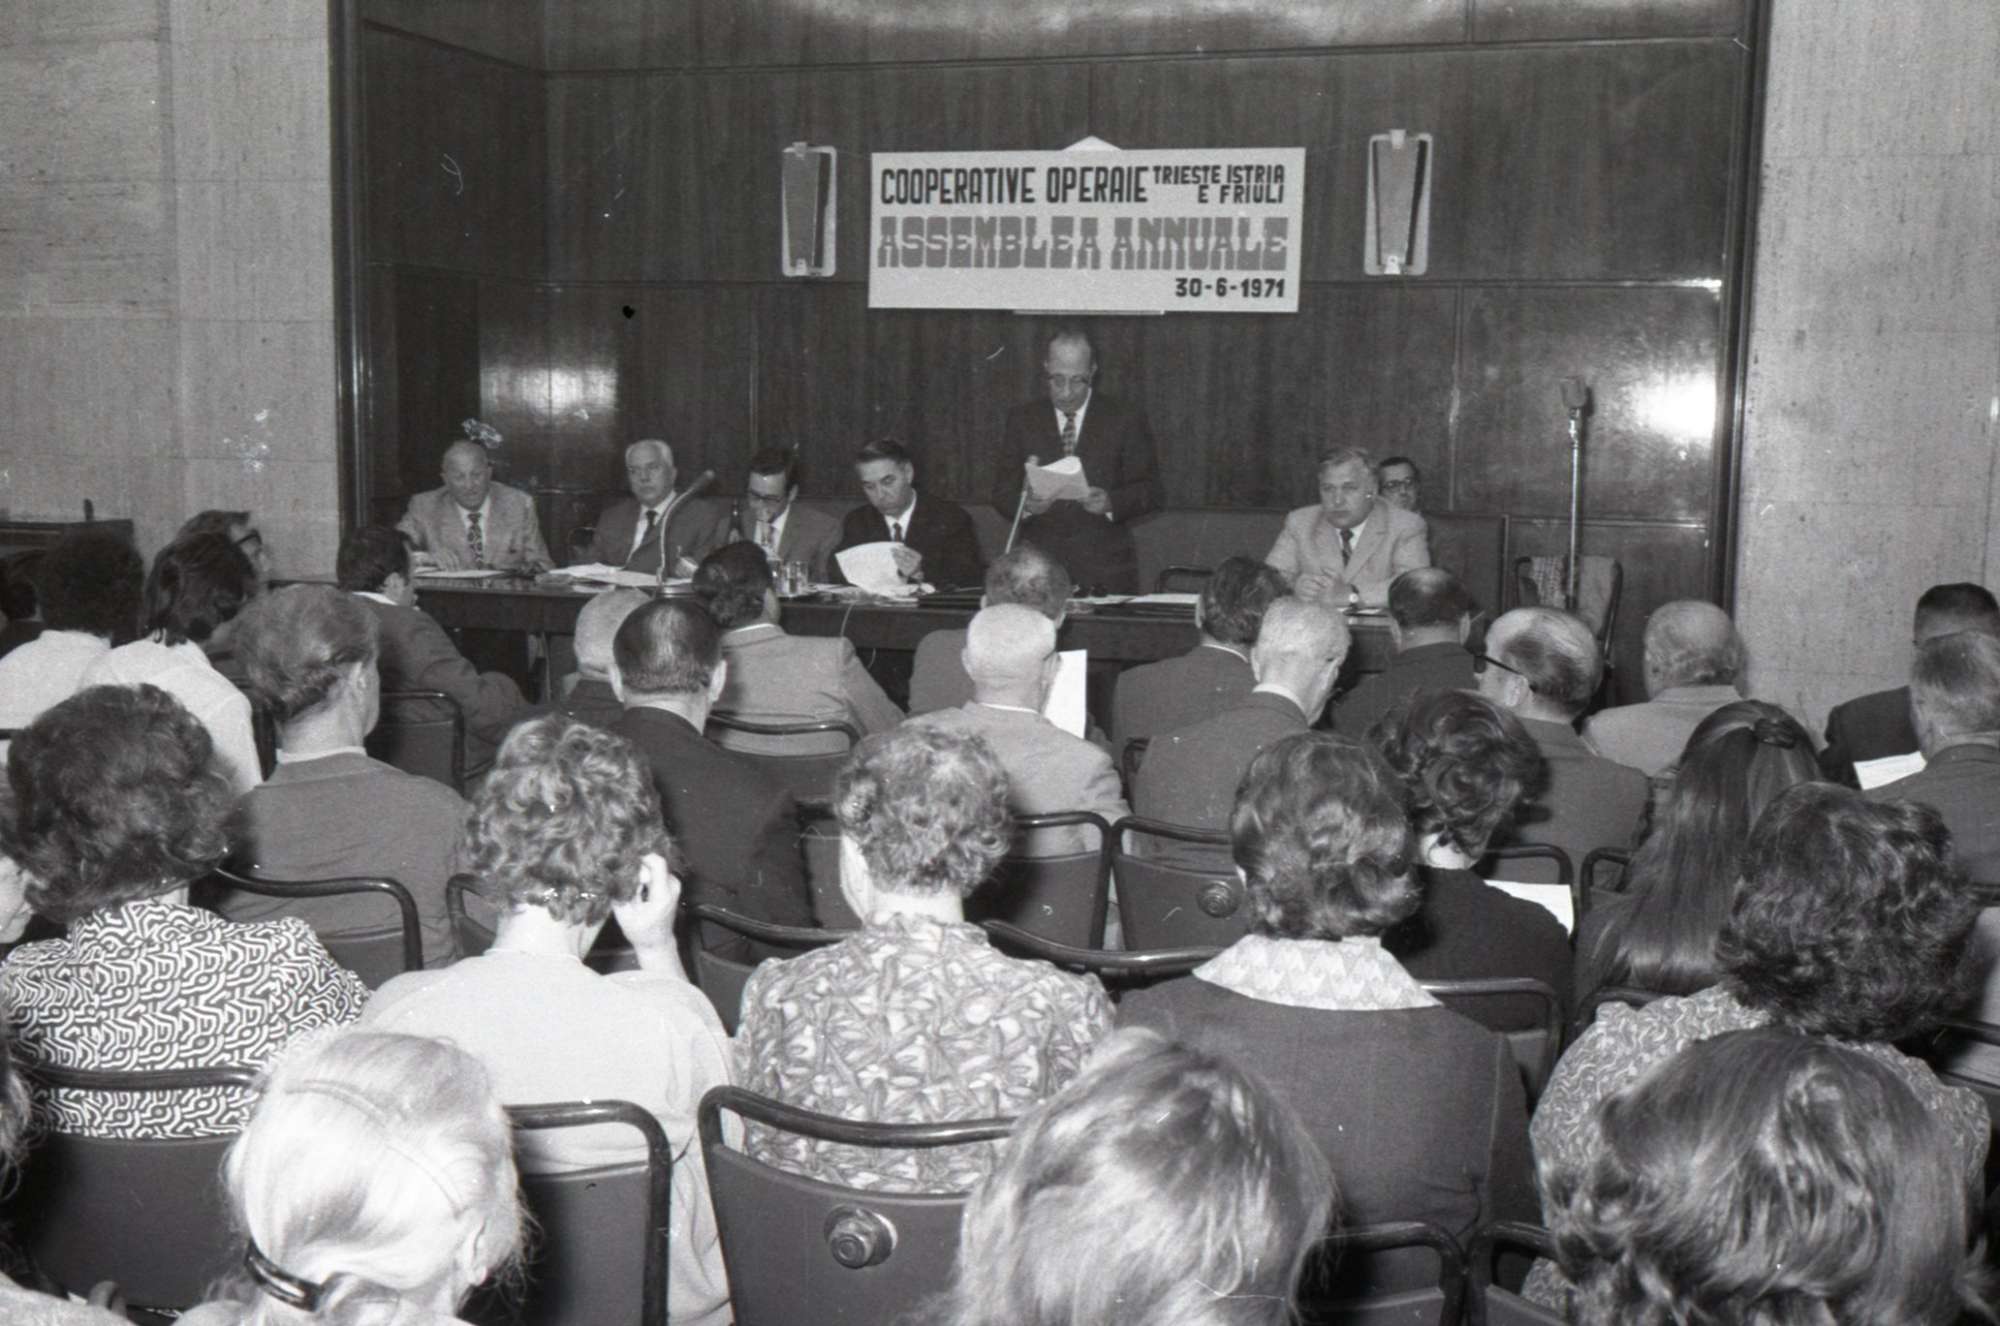 COOPERATIVE OPERAIE TRIESTE ISTRIA
E FRIULI
ASSEMBLEA ANNUALE
30-6-1971